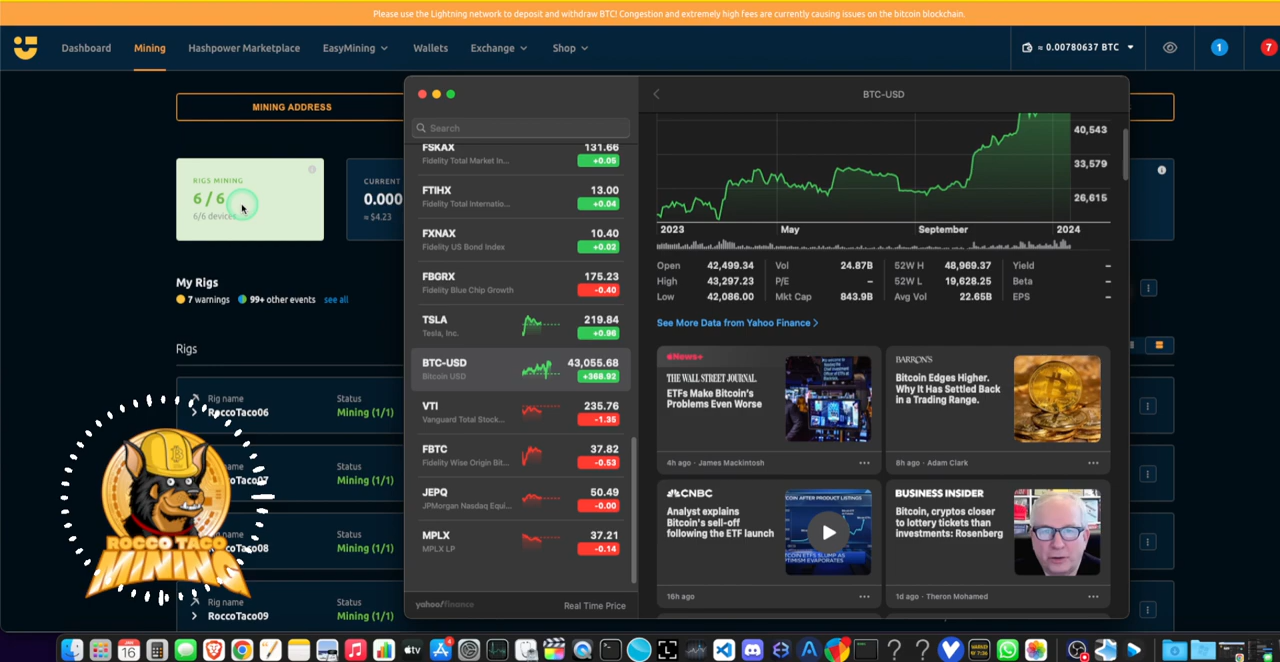 Please use the Lightning network to deposit and withdraw BTC! Congestion and extremely high fees are currently causing issues on the bitcoin blockchain.
Dashboard Mining Hashpower Marketplace EasyMining Wallets Exchange Shop ≈ 0.00780637 BTC 1 7
MINING ADDRESS
RIGS MINING
6 / 6
6/6 devices
CURRENT
0.000
≈ $4.23
My Rigs
7 warnings 99+ other events see all
Rigs
Rig name Status
RoccoTaco06 Mining (1/1)
name Status
Taco07 Mining (1/1)
name Status
coTaco08 Mining (1/1)
Rig name Status
RoccoTaco09 Mining (1/1)
ROCCO TACO
MINING
Search
FSKAX 131.66
Fidelity Total Market In... +0.05
FTIHX 13.00
Fidelity Total Internatio... +0.04
FXNAX 10.40
Fidelity US Bond Index +0.02
FBGRX 175.23
Fidelity Blue Chip Growth -0.40
TSLA 219.84
Tesla, Inc. +0.96
BTC-USD 43,055.68
Bitcoin USD +368.92
VTI 235.76
Vanguard Total Stock... -1.35
FBTC 37.82
Fidelity Wise Origin Bit... -0.53
JEPQ 50.49
JPMorgan Nasdaq Equi... -0.00
MPLX 37.21
MPLX LP -0.14
yahoo!finance Real Time Price
BTC-USD
40,543
33,579
26,615
2023 May September 2024
Open 42,499.34 Vol 24.87B 52W H 48,969.37 Yield –
High 43,297.23 P/E – 52W L 19,628.25 Beta –
Low 42,086.00 Mkt Cap 843.9B Avg Vol 22.65B EPS –
See More Data from Yahoo Finance
News+
THE WALL STREET JOURNAL
ETFs Make Bitcoin's
Problems Even Worse
4h ago · James Mackintosh
BARRON'S
Bitcoin Edges Higher.
Why It Has Settled Back
in a Trading Range.
8h ago · Adam Clark
CNBC
Analyst explains
Bitcoin's sell-off
following the ETF launch
COIN AFTER PRODUCT LISTINGS
16h ago
BUSINESS INSIDER
Bitcoin, cryptos closer
to lottery tickets than
investments: Rosenberg
1d ago · Theron Mohamed
16
tv